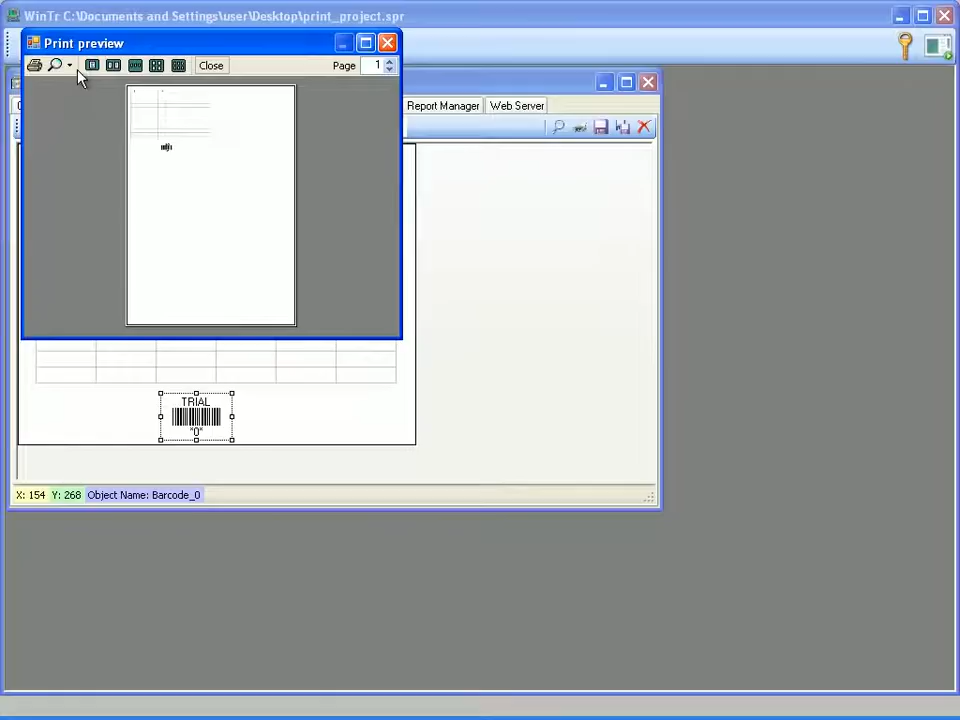 WinTr C:\Documents and Settings\user\Desktop\print_project.spr
Print preview
Close
Page 1
Report Manager Web Server
TRIAL
*0*
X: 154 Y: 268 Object Name: Barcode_0